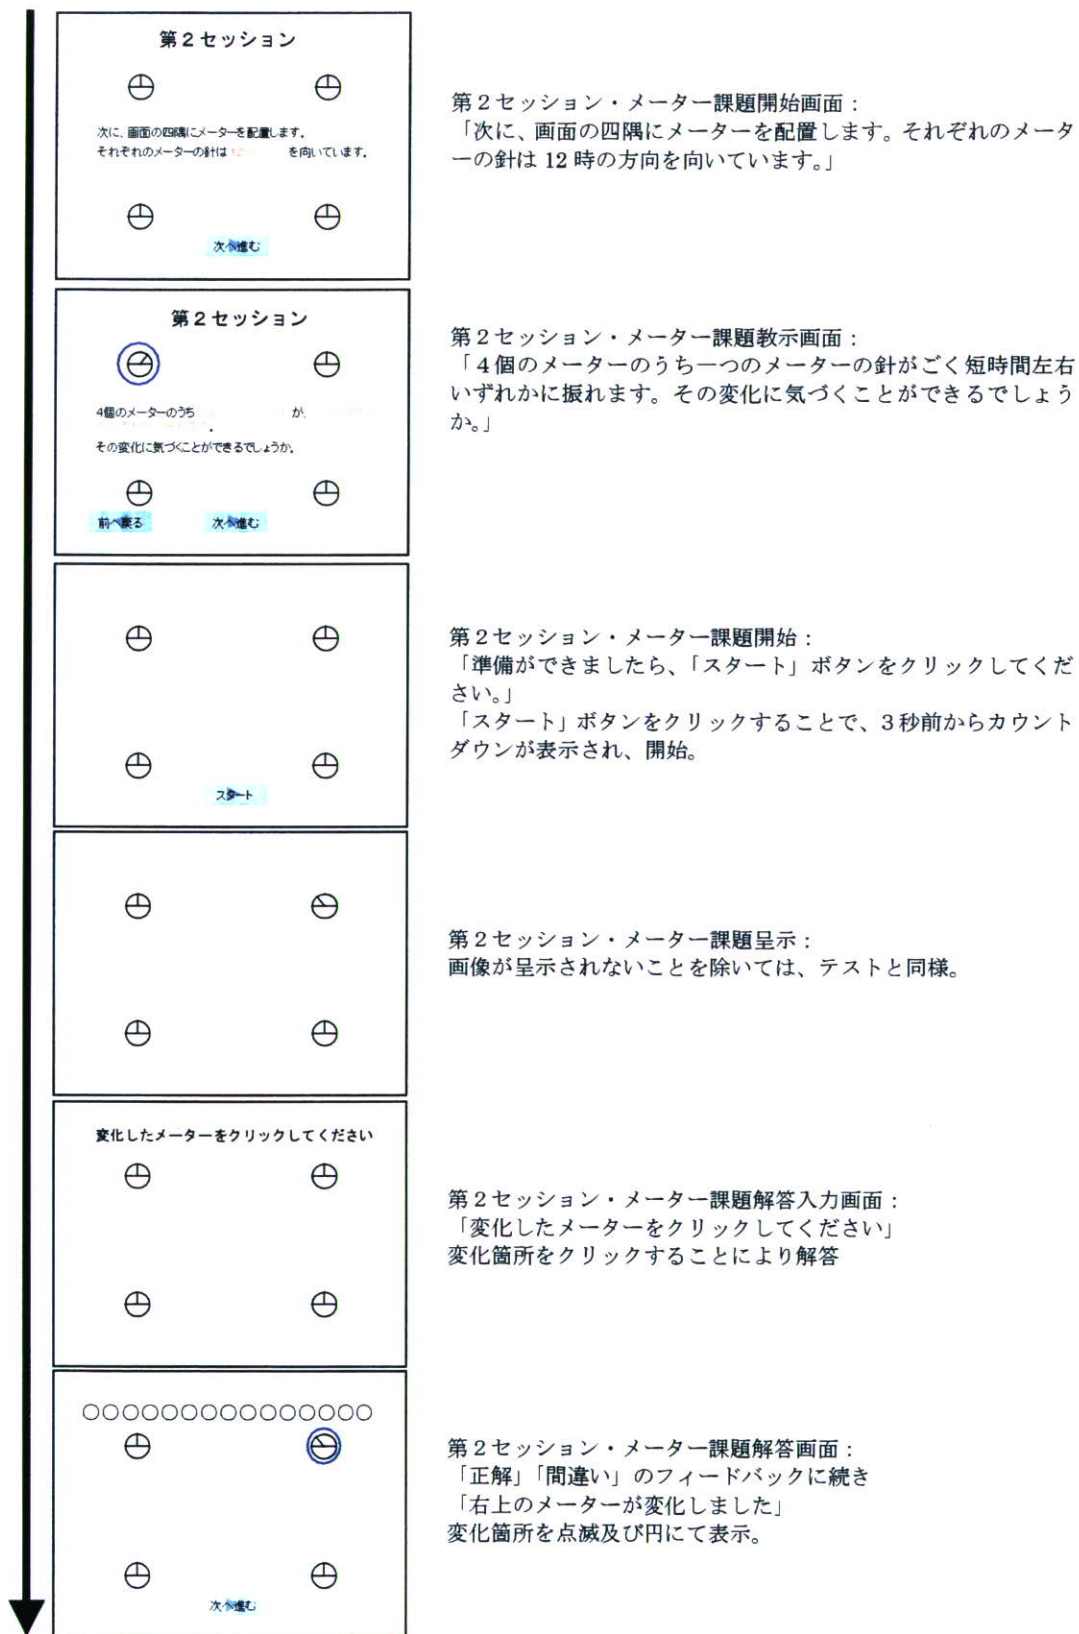 第２セッション
次に、画面の四隅にメーターを配置します。
それぞれのメーターの針は12 を向いています。
次へ進む
第２セッション・メーター課題開始画面：
「次に、画面の四隅にメーターを配置します。それぞれのメータ
ーの針は 12 時の方向を向いています。」
第２セッション
4個のメーターのうち が、
その変化に気づくことができるでしょうか。
前へ戻る
次へ進む
第２セッション・メーター課題教示画面：
「４個のメーターのうち一つのメーターの針がごく短時間左右
いずれかに振れます。その変化に気づくことができるでしょう
か。」
スタート
第２セッション・メーター課題開始：
「準備ができましたら、「スタート」ボタンをクリックしてくだ
さい。」
「スタート」ボタンをクリックすることで、３秒前からカウント
ダウンが表示され、開始。
第２セッション・メーター課題呈示：
画像が呈示されないことを除いては、テストと同様。
変化したメーターをクリックしてください
第２セッション・メーター課題解答入力画面：
「変化したメーターをクリックしてください」
変化箇所をクリックすることにより解答
○○○○○○○○○○○○○○○
次へ進む
第２セッション・メーター課題解答画面：
「正解」「間違い」のフィードバックに続き
「右上のメーターが変化しました」
変化箇所を点滅及び円にて表示。